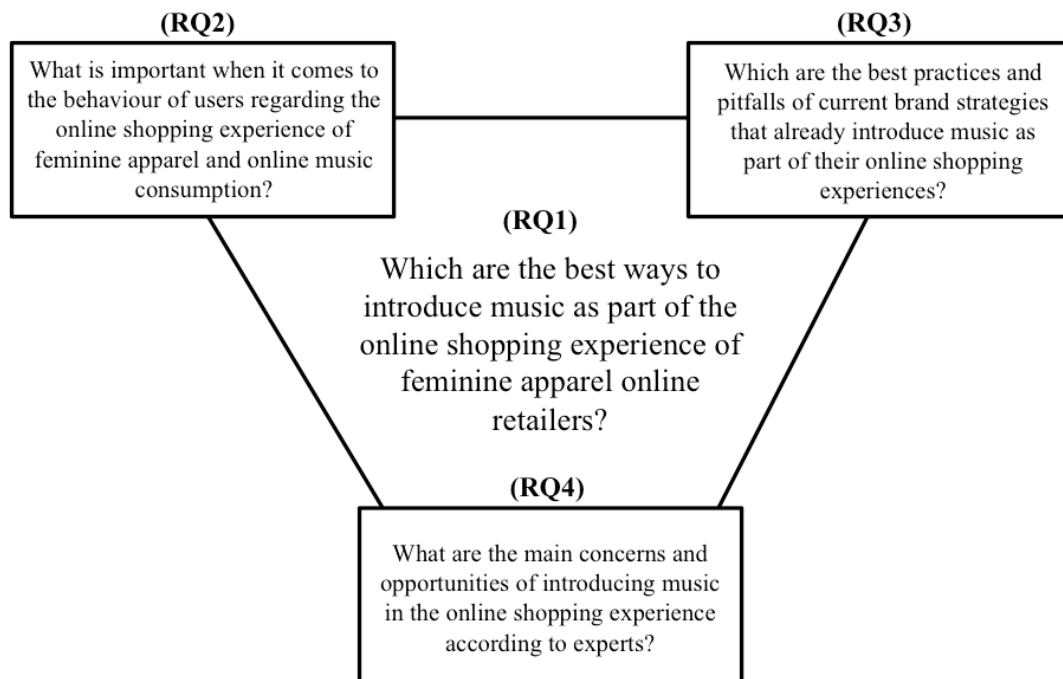 (RQ2)
What is important when it comes to
the behaviour of users regarding the
online shopping experience of
feminine apparel and online music
consumption?
(RQ3)
Which are the best practices and
pitfalls of current brand strategies
that already introduce music as
part of their online shopping
experiences?
(RQ1)
Which are the best ways to
introduce music as part of the
online shopping experience of
feminine apparel online
retailers?
(RQ4)
What are the main concerns and
opportunities of introducing music
in the online shopping experience
according to experts?